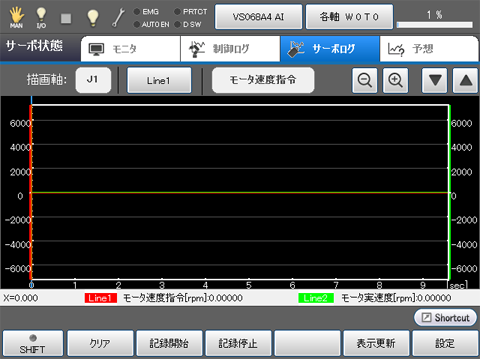 MAN I/O EMG PRTCT AUTO EN D SW VS068A4 AI 各軸 W0T0 1 %
サーボ状態 モニタ 制御ログ サーボログ 予想
描画軸: J1 Line1 モータ速度指令
6000 6000
4000 4000
2000 2000
0 0
-2000 -2000
-4000 -4000
-6000 -6000
0 1 2 3 4 5 6 7 8 9 [sec]
X=0.000 Line1 モータ速度指令[rpm]:0.00000 Line2 モータ実速度[rpm]:0.00000
Shortcut
SHIFT クリア 記録開始 記録停止 表示更新 設定